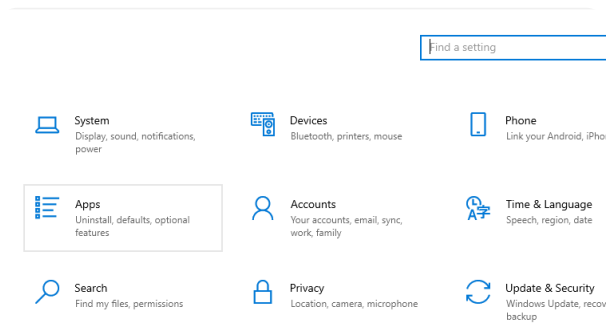 Find a setting
System
Display, sound, notifications,
power
Devices
Bluetooth, printers, mouse
Phone
Link your Android, iPho
Apps
Uninstall, defaults, optional
features
Accounts
Your accounts, email, sync,
work, family
Time & Language
Speech, region, date
Search
Find my files, permissions
Privacy
Location, camera, microphone
Update & Security
Windows Update, recov
backup